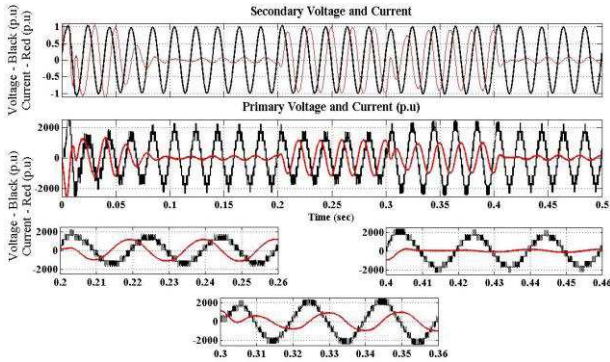 Secondary Voltage and Current
Voltage - Black (p.u)
Current - Red (p.u)
1
0.5
0
-0.5
-1
Primary Voltage and Current (p.u)
Voltage - Black (p.u)
Current - Red (p.u)
2000
0
-2000
0 0.05 0.1 0.15 0.2 0.25 0.3 0.35 0.4 0.45 0.5
Time (sec)
2000
0
-2000
0.2 0.21 0.22 0.23 0.24 0.25 0.26
2000
0
-2000
0.4 0.41 0.42 0.43 0.44 0.45 0.46
2000
0
-2000
0.3 0.31 0.32 0.33 0.34 0.35 0.36